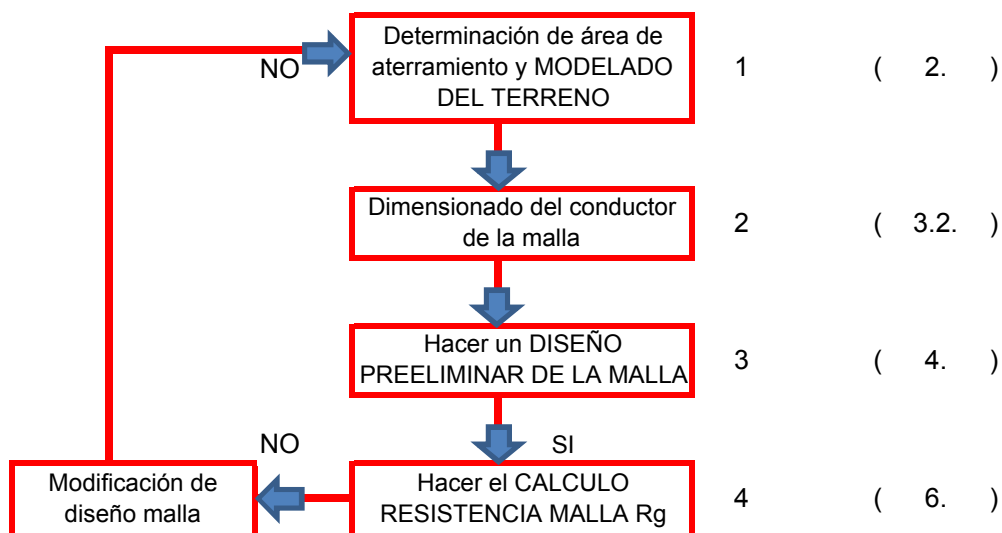 Determinación de área de
aterramiento y MODELADO
DEL TERRENO
NO
1 ( 2. )
Dimensionado del conductor
de la malla
2 ( 3.2. )
Hacer un DISEÑO
PREELIMINAR DE LA MALLA
3 ( 4. )
NO
SI
Modificación de
diseño malla
Hacer el CALCULO
RESISTENCIA MALLA Rg
4 ( 6. )